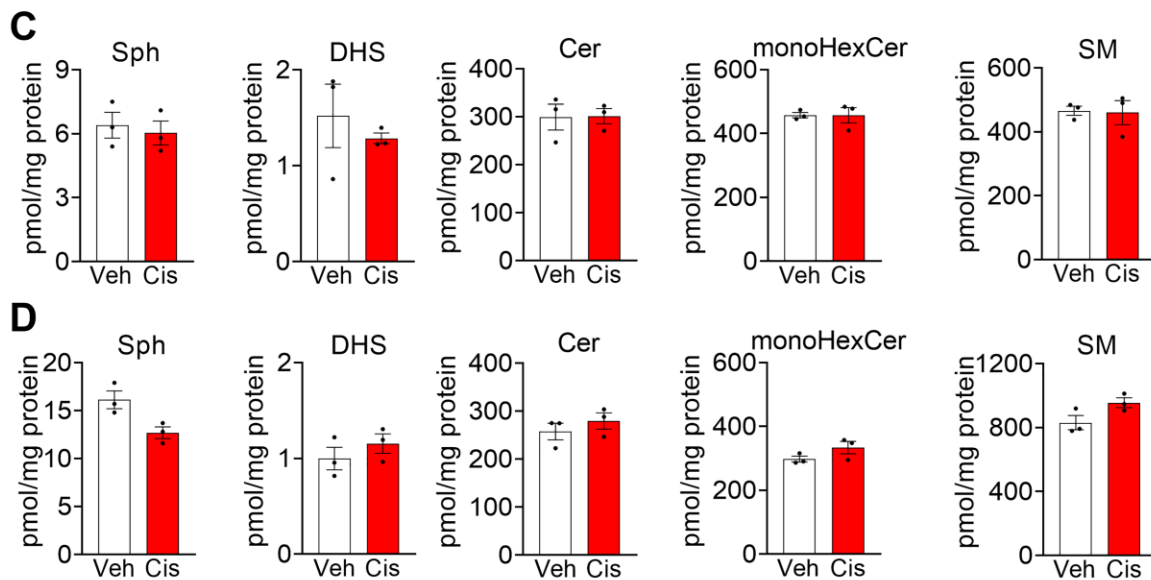 C
Sph
pmol/mg protein
9
6
3
0
Veh Cis
DHS
pmol/mg protein
2
1
0
Veh Cis
Cer
pmol/mg protein
400
300
200
100
0
Veh Cis
monoHexCer
pmol/mg protein
600
400
200
0
Veh Cis
SM
pmol/mg protein
600
400
200
0
Veh Cis
D
Sph
pmol/mg protein
20
15
10
5
0
Veh Cis
DHS
pmol/mg protein
2
1
0
Veh Cis
Cer
pmol/mg protein
400
300
200
100
0
Veh Cis
monoHexCer
pmol/mg protein
600
400
200
0
Veh Cis
SM
pmol/mg protein
1200
800
400
0
Veh Cis